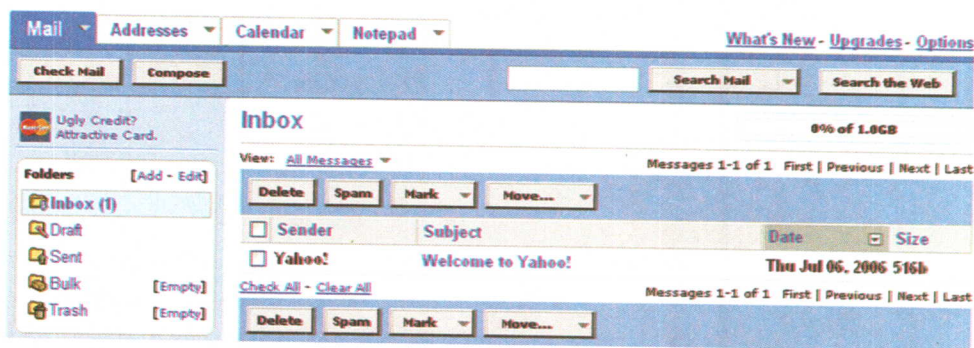 Mail Addresses Calendar Notepad
What's New - Upgrades - Options
Check Mail Compose Search Mail Search the Web
Ugly Credit?
Attractive Card.
Folders [Add - Edit]
Inbox (1)
Draft
Sent
Bulk [Empty]
Trash [Empty]
Inbox 0% of 1.0GB
View: All Messages Messages 1-1 of 1 First | Previous | Next | Last
Delete Spam Mark Move...
Sender Subject Date Size
Yahoo! Welcome to Yahoo! Thu Jul 06, 2006 516b
Check All - Clear All Messages 1-1 of 1 First | Previous | Next | Last
Delete Spam Mark Move...